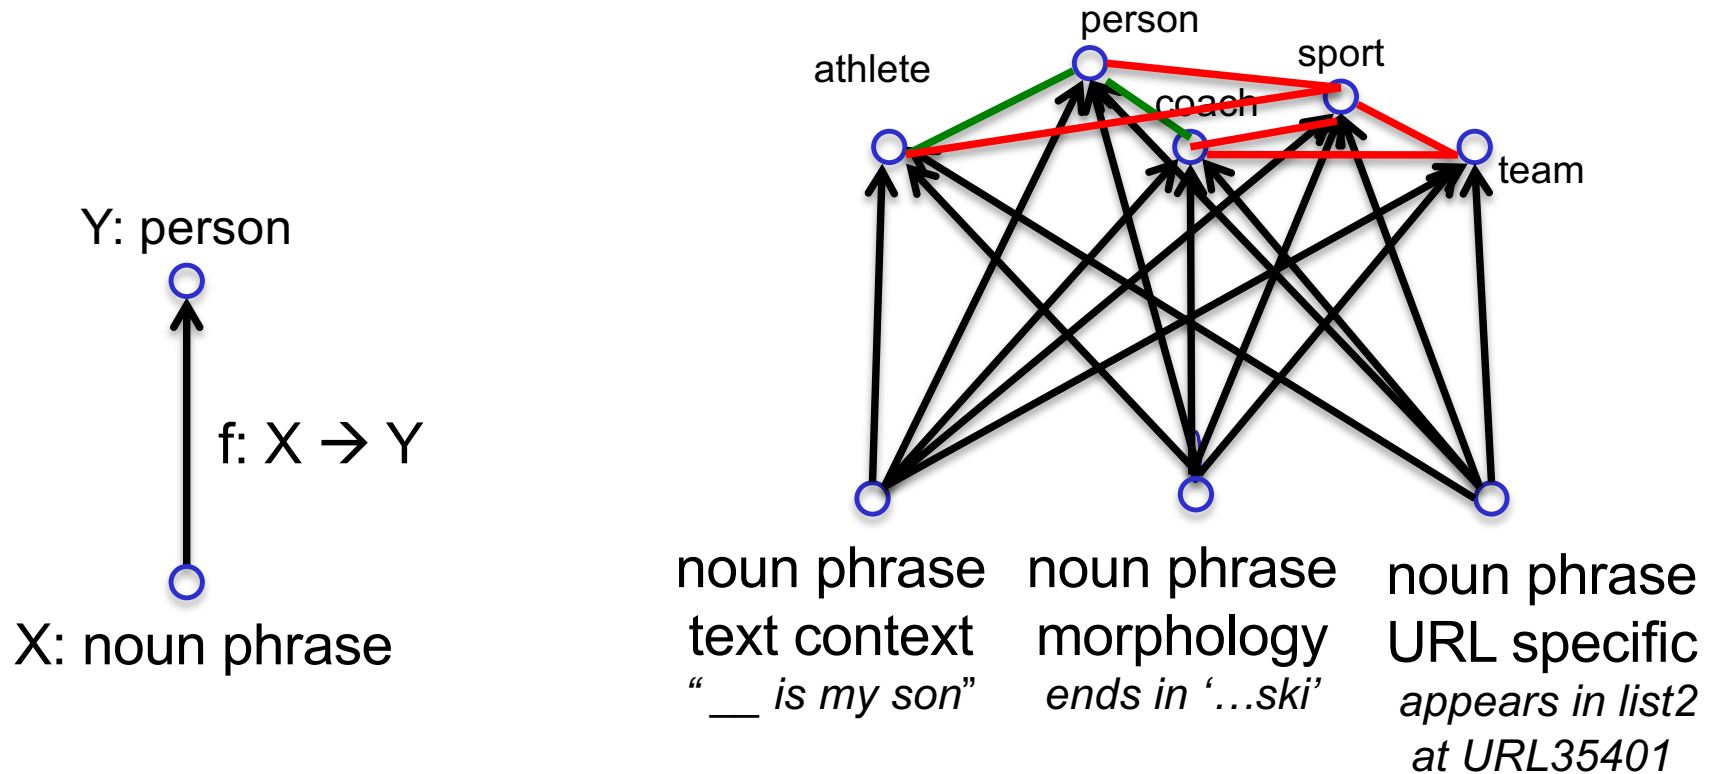 person
sport
athlete
coach
team
Y: person
f: X → Y
X: noun phrase
noun phrase
text context
“ __ is my son”
noun phrase
morphology
ends in ‘…ski’
noun phrase
URL specific
appears in list2
at URL35401